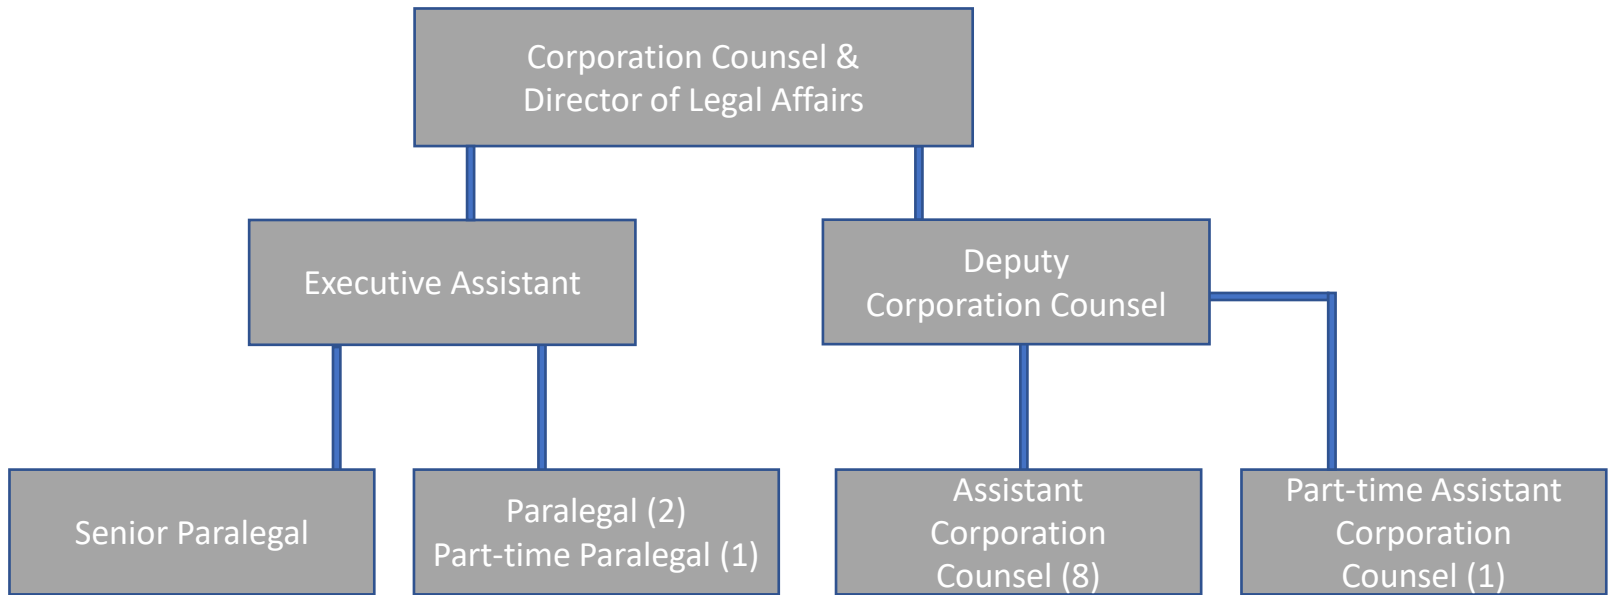 Corporation Counsel &
Director of Legal Affairs
Executive Assistant
Deputy
Corporation Counsel
Senior Paralegal
Paralegal (2)
Part-time Paralegal (1)
Assistant
Corporation
Counsel (8)
Part-time Assistant
Corporation
Counsel (1)